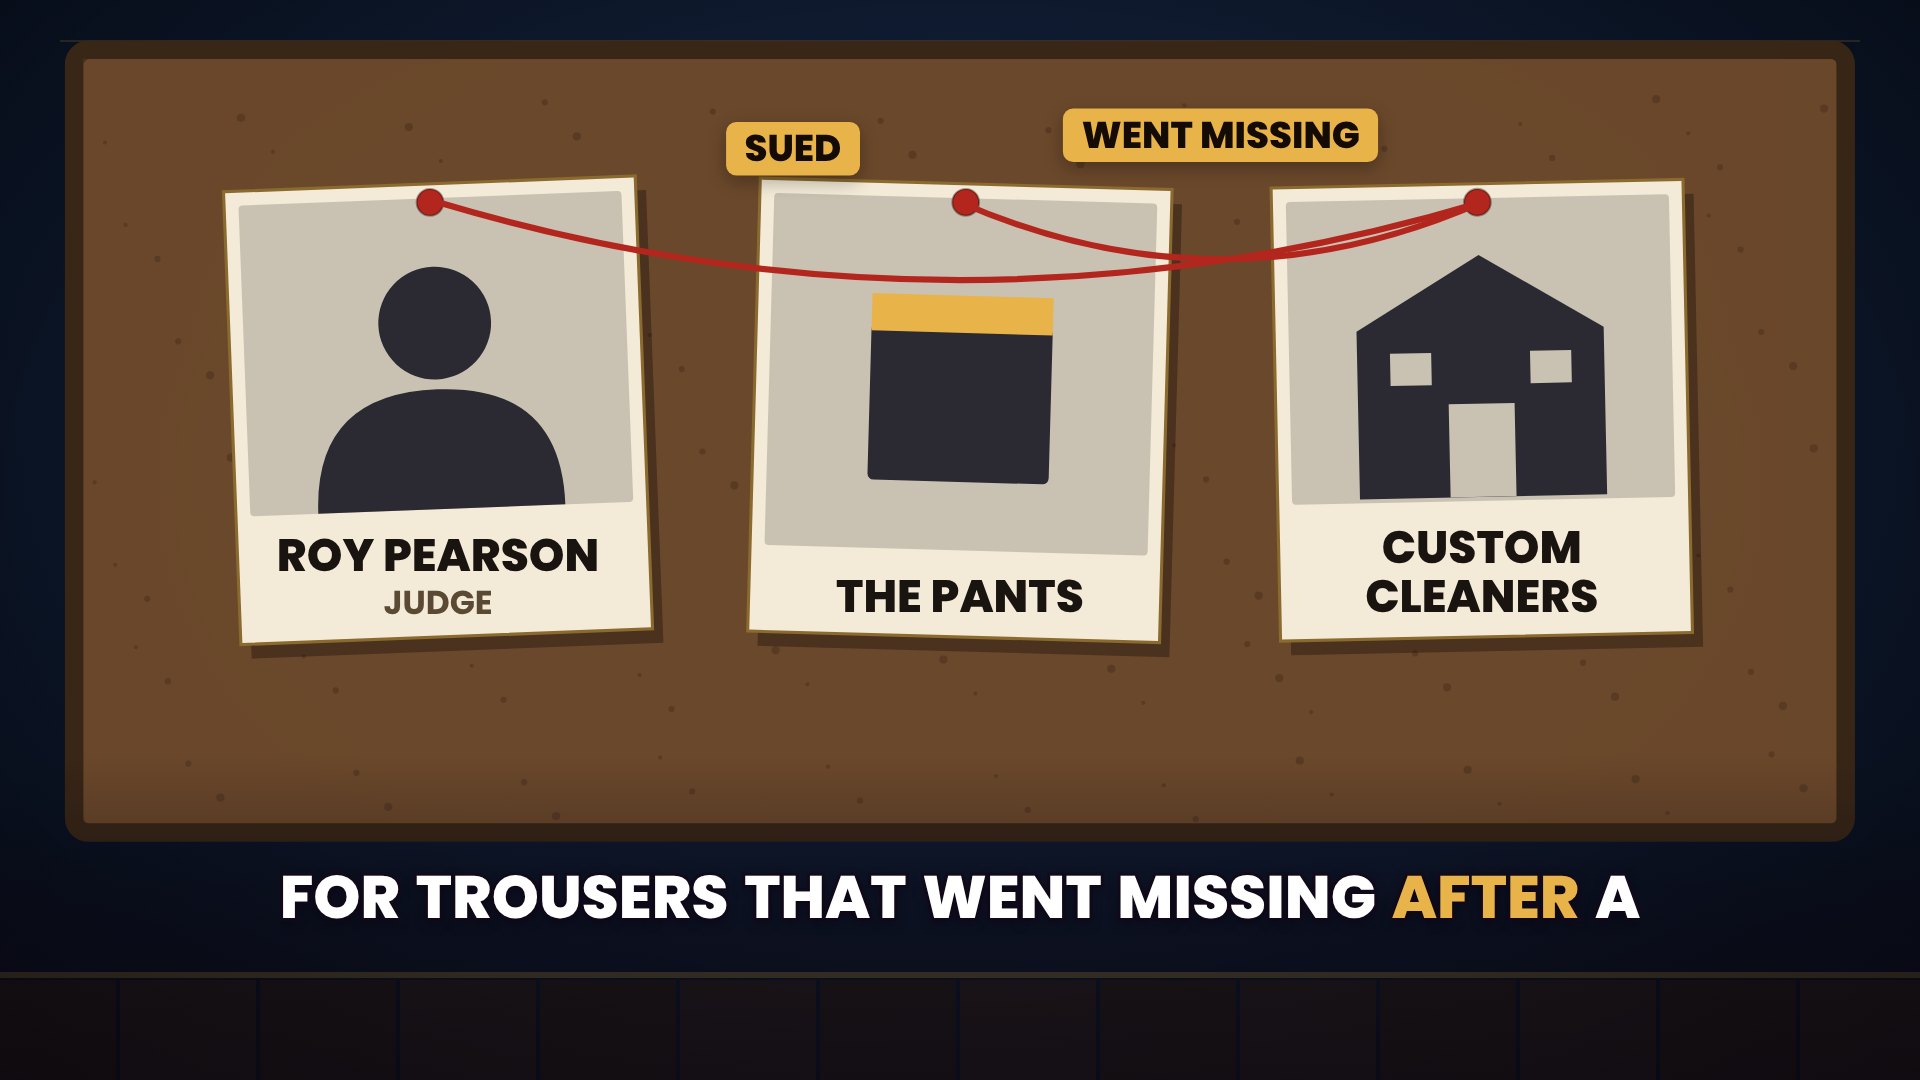 SUED
WENT MISSING
ROY PEARSON
JUDGE
THE PANTS
CUSTOM
CLEANERS
FOR TROUSERS THAT WENT MISSING AFTER A